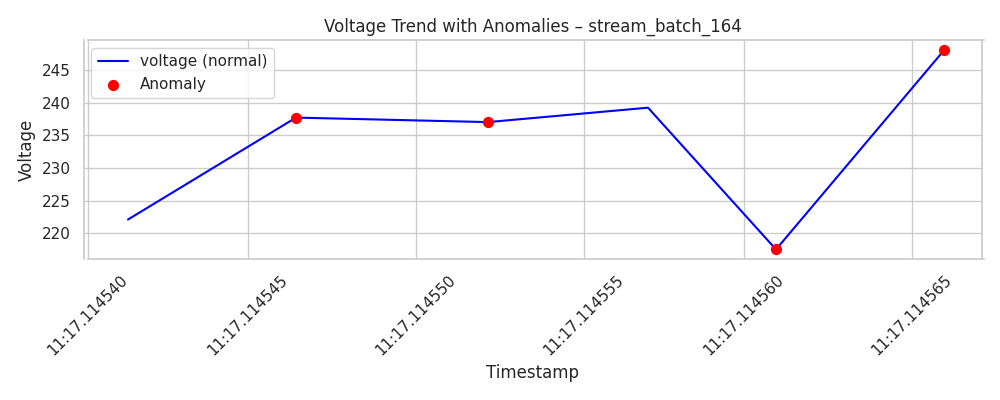 Voltage Trend with Anomalies – stream_batch_164
voltage (normal)
Anomaly
Voltage
245
240
235
230
225
220
11:17.114540
11:17.114545
11:17.114550
11:17.114555
11:17.114560
11:17.114565
Timestamp